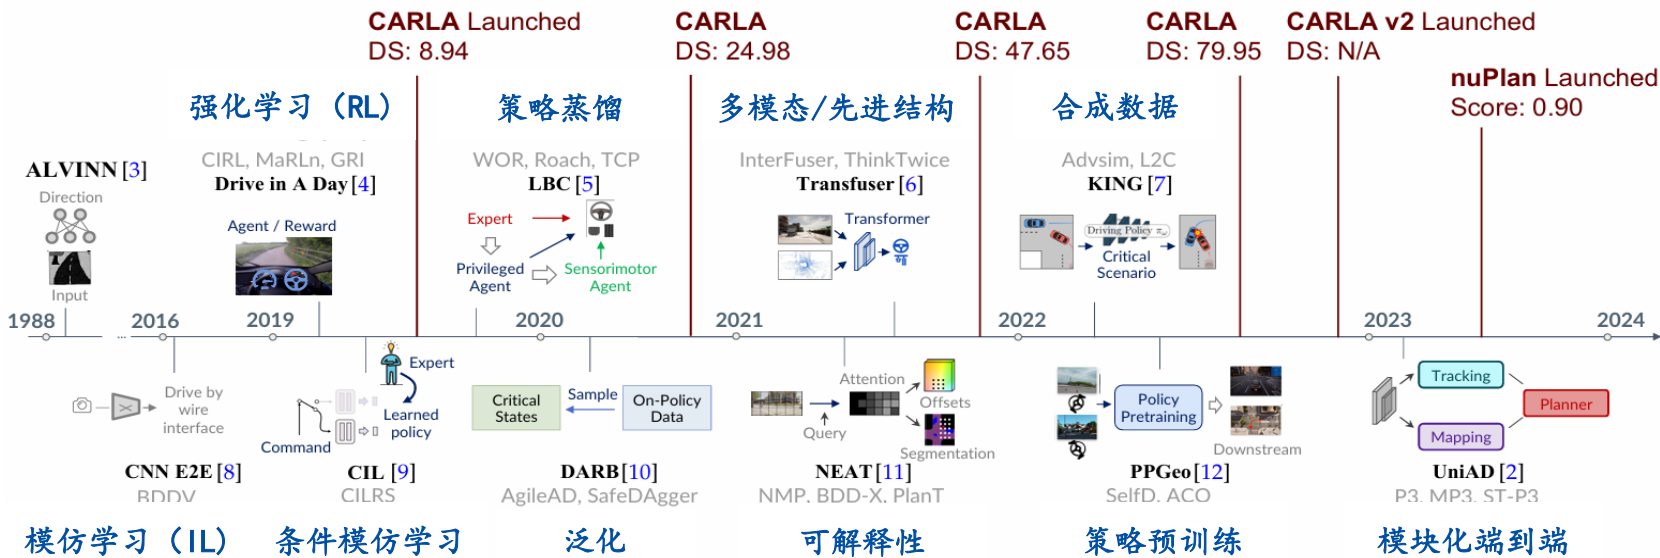 CARLA Launched
DS: 8.94
CARLA
DS: 24.98
CARLA
DS: 47.65
CARLA
DS: 79.95
CARLA v2 Launched
DS: N/A
nuPlan Launched
Score: 0.90
强化学习（RL）
策略蒸馏
多模态/先进结构
合成数据
ALVINN [3]
Direction
Input
CIRL, MaRLn, GRI
Drive in A Day [4]
Agent / Reward
WOR, Roach, TCP
LBC [5]
Expert
Privileged
Agent
Sensorimotor
Agent
InterFuser, ThinkTwice
Transfuser [6]
Transformer
Advsim, L2C
KING [7]
Driving Policy πω
Critical
Scenario
1988
...
2016
2019
2020
2021
2022
2023
2024
Drive by
wire
interface
CNN E2E [8]
BDDV
Expert
Learned
policy
Command
CIL [9]
CILRS
Critical
States
Sample
On-Policy
Data
DARB[10]
AgileAD, SafeDAgger
Attention
Query
Offsets
Segmentation
NEAT[11]
NMP, BDD-X, PlanT
Policy
Pretraining
Downstream
PPGeo[12]
SelfD, ACO
Tracking
Mapping
Planner
UniAD [2]
P3, MP3, ST-P3
模仿学习（IL）
条件模仿学习
泛化
可解释性
策略预训练
模块化端到端